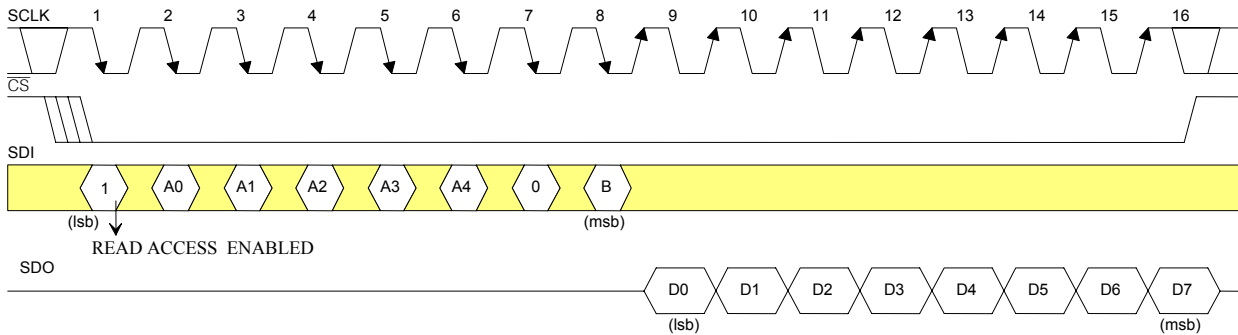 SCLK 1 2 3 4 5 6 7 8 9 10 11 12 13 14 15 16
CS
SDI
1 A0 A1 A2 A3 A4 0 B
(lsb) (msb)
READ ACCESS ENABLED
SDO
D0 D1 D2 D3 D4 D5 D6 D7
(lsb) (msb)